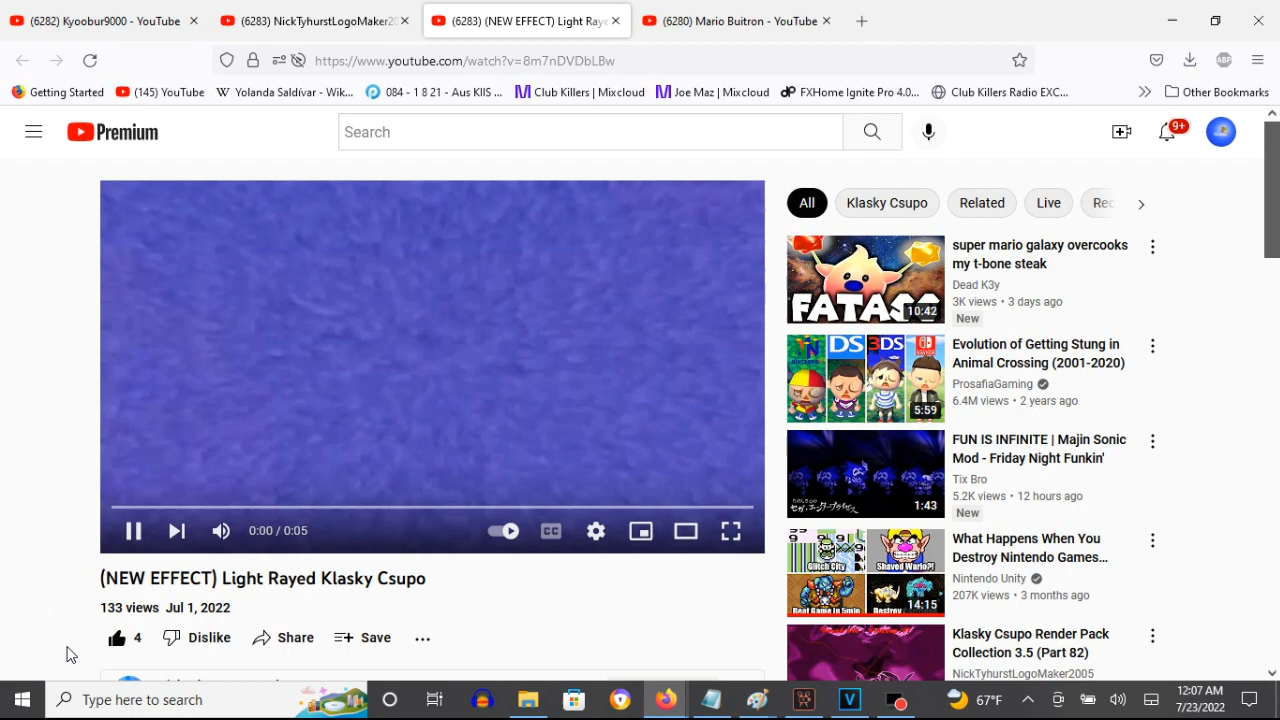 (6282) Kyoobur9000 - YouTube
(6283) NickTyhurstLogoMaker20
(6283) (NEW EFFECT) Light Raye
(6280) Mario Buitron - YouTube
https://www.youtube.com/watch?v=8m7nDVDbLBw
ABP
Getting Started
(145) YouTube
Yolanda Saldívar - Wik...
084 - 1 8 21 - Aus KIIS ...
Club Killers | Mixcloud
Joe Maz | Mixcloud
FXHome Ignite Pro 4.0...
Club Killers Radio EXC...
Other Bookmarks
Premium
Search
9+
All
Klasky Csupo
Related
Live
Rec
FATASS
10:42
super mario galaxy overcooks
my t-bone steak
Dead K3y
3K views • 3 days ago
New
DS
3DS
5:59
Evolution of Getting Stung in
Animal Crossing (2001-2020)
ProsafiaGaming
6.4M views • 2 years ago
1:43
FUN IS INFINITE | Majin Sonic
Mod - Friday Night Funkin'
Tix Bro
5.2K views • 12 hours ago
New
Glitch City
Shaved Wario?!
Beat Game In 5min
Destroy
14:15
What Happens When You
Destroy Nintendo Games...
Nintendo Unity
207K views • 3 months ago
Klasky Csupo Render Pack
Collection 3.5 (Part 82)
NickTyhurstLogoMaker2005
0:00 / 0:05
CC
(NEW EFFECT) Light Rayed Klasky Csupo
133 views Jul 1, 2022
4
Dislike
Share
Save
Type here to search
67°F
12:07 AM
7/23/2022